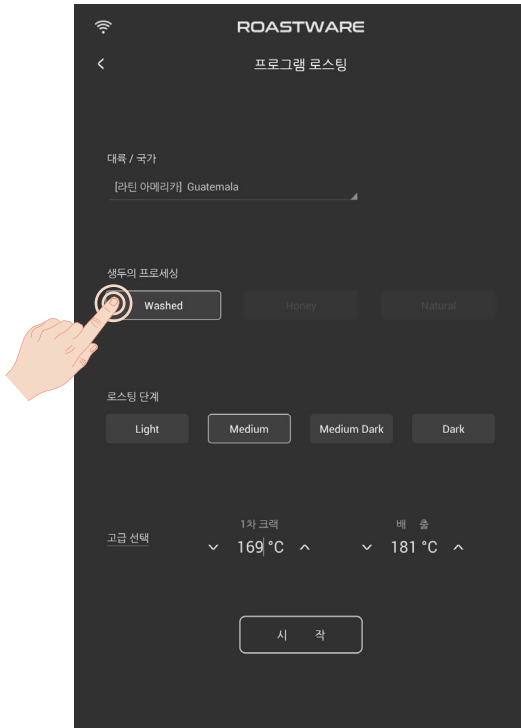 ROASTWARE
프로그램 로스팅
대륙 / 국가
[라틴 아메리카] Guatemala
생두의 프로세싱
Washed Honey Natural
로스팅 단계
Light Medium Medium Dark Dark
1차 크랙 배 출
고급 선택 169 °C 181 °C
시 작